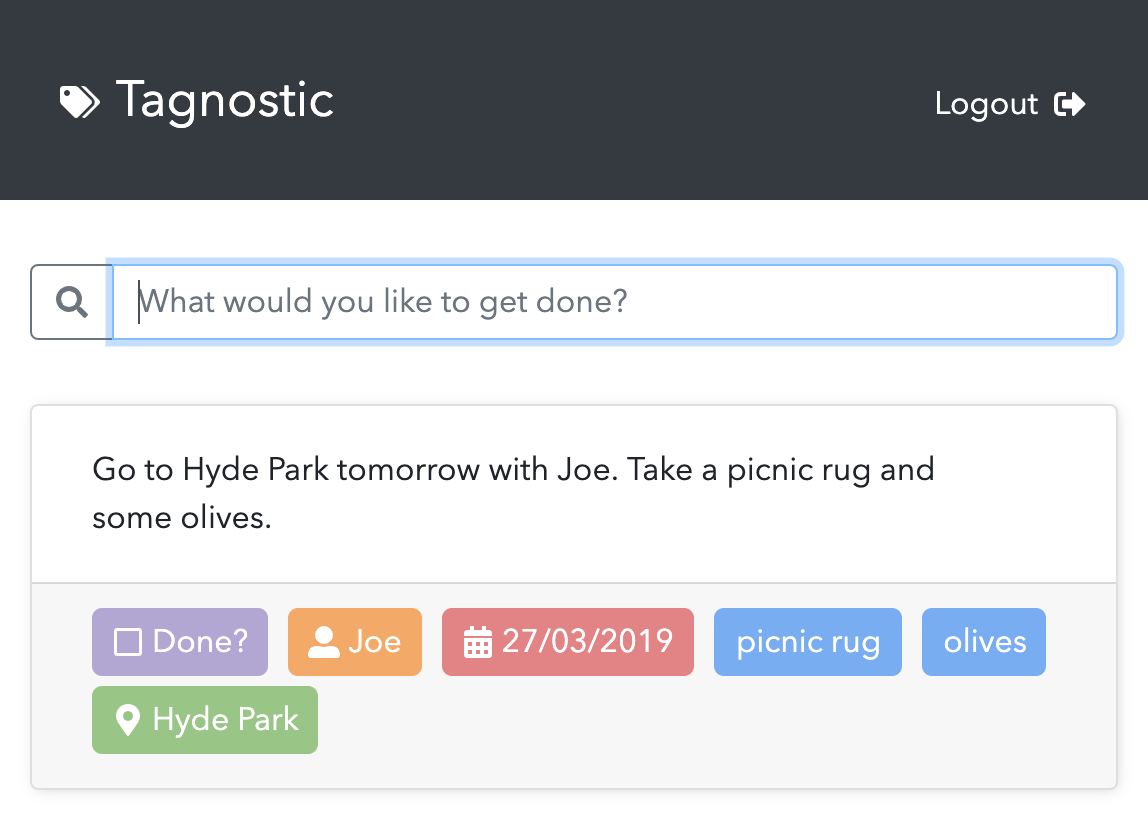 Tagnostic
Logout
What would you like to get done?
Go to Hyde Park tomorrow with Joe. Take a picnic rug and
some olives.
Done? Joe 27/03/2019 picnic rug olives
Hyde Park